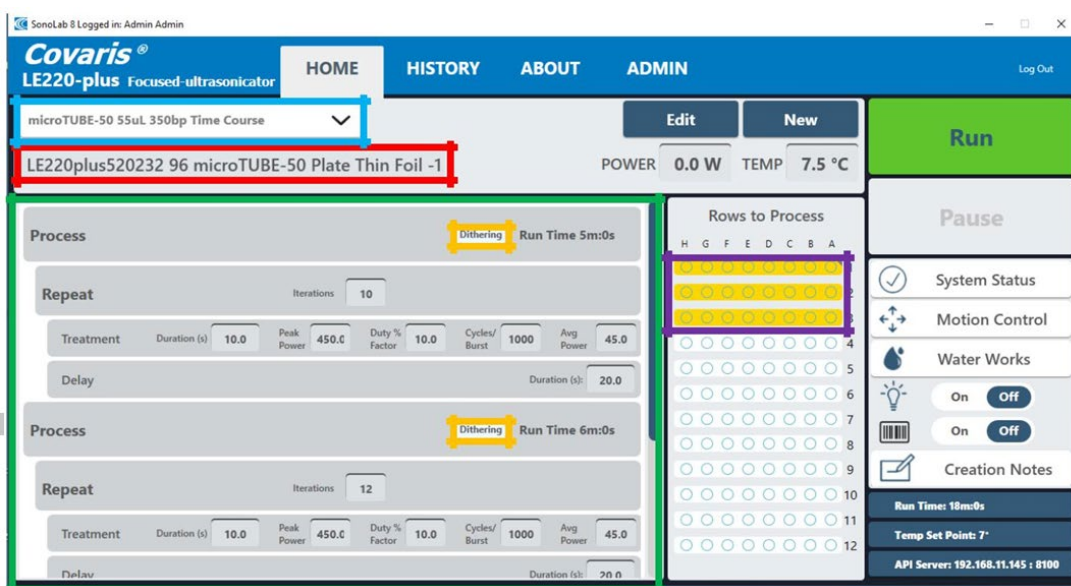 SonoLab 8 Logged in: Admin Admin
Covaris ®
LE220-plus Focused-ultrasonicator
HOME HISTORY ABOUT ADMIN
Log Out
microTUBE-50 55uL 350bp Time Course
Edit New
Run
LE220plus520232 96 microTUBE-50 Plate Thin Foil -1
POWER 0.0 W TEMP 7.5 °C
Pause
Process Dithering Run Time 5m:0s
Repeat Iterations 10
Treatment Duration (s) 10.0 Peak Power 450.0 Duty % Factor 10.0 Cycles/ Burst 1000 Avg Power 45.0
Delay Duration (s): 20.0
Process Dithering Run Time 6m:0s
Repeat Iterations 12
Treatment Duration (s) 10.0 Peak Power 450.0 Duty % Factor 10.0 Cycles/ Burst 1000 Avg Power 45.0
Delay Duration (s): 20.0
Rows to Process
H G F E D C B A
1
2
3
4
5
6
7
8
9
10
11
12
System Status
Motion Control
Water Works
On Off
On Off
Creation Notes
Run Time: 18m:0s
Temp Set Point: 7°
API Server: 192.168.11.145 : 8100